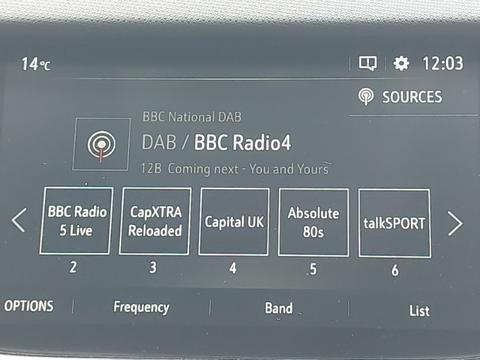 14°C
12:03
SOURCES
BBC National DAB
DAB / BBC Radio4
12B Coming next - You and Yours
BBC Radio
5 Live
CapXTRA
Reloaded
Capital UK
Absolute
80s
talkSPORT
2 3 4 5 6
OPTIONS Frequency Band List